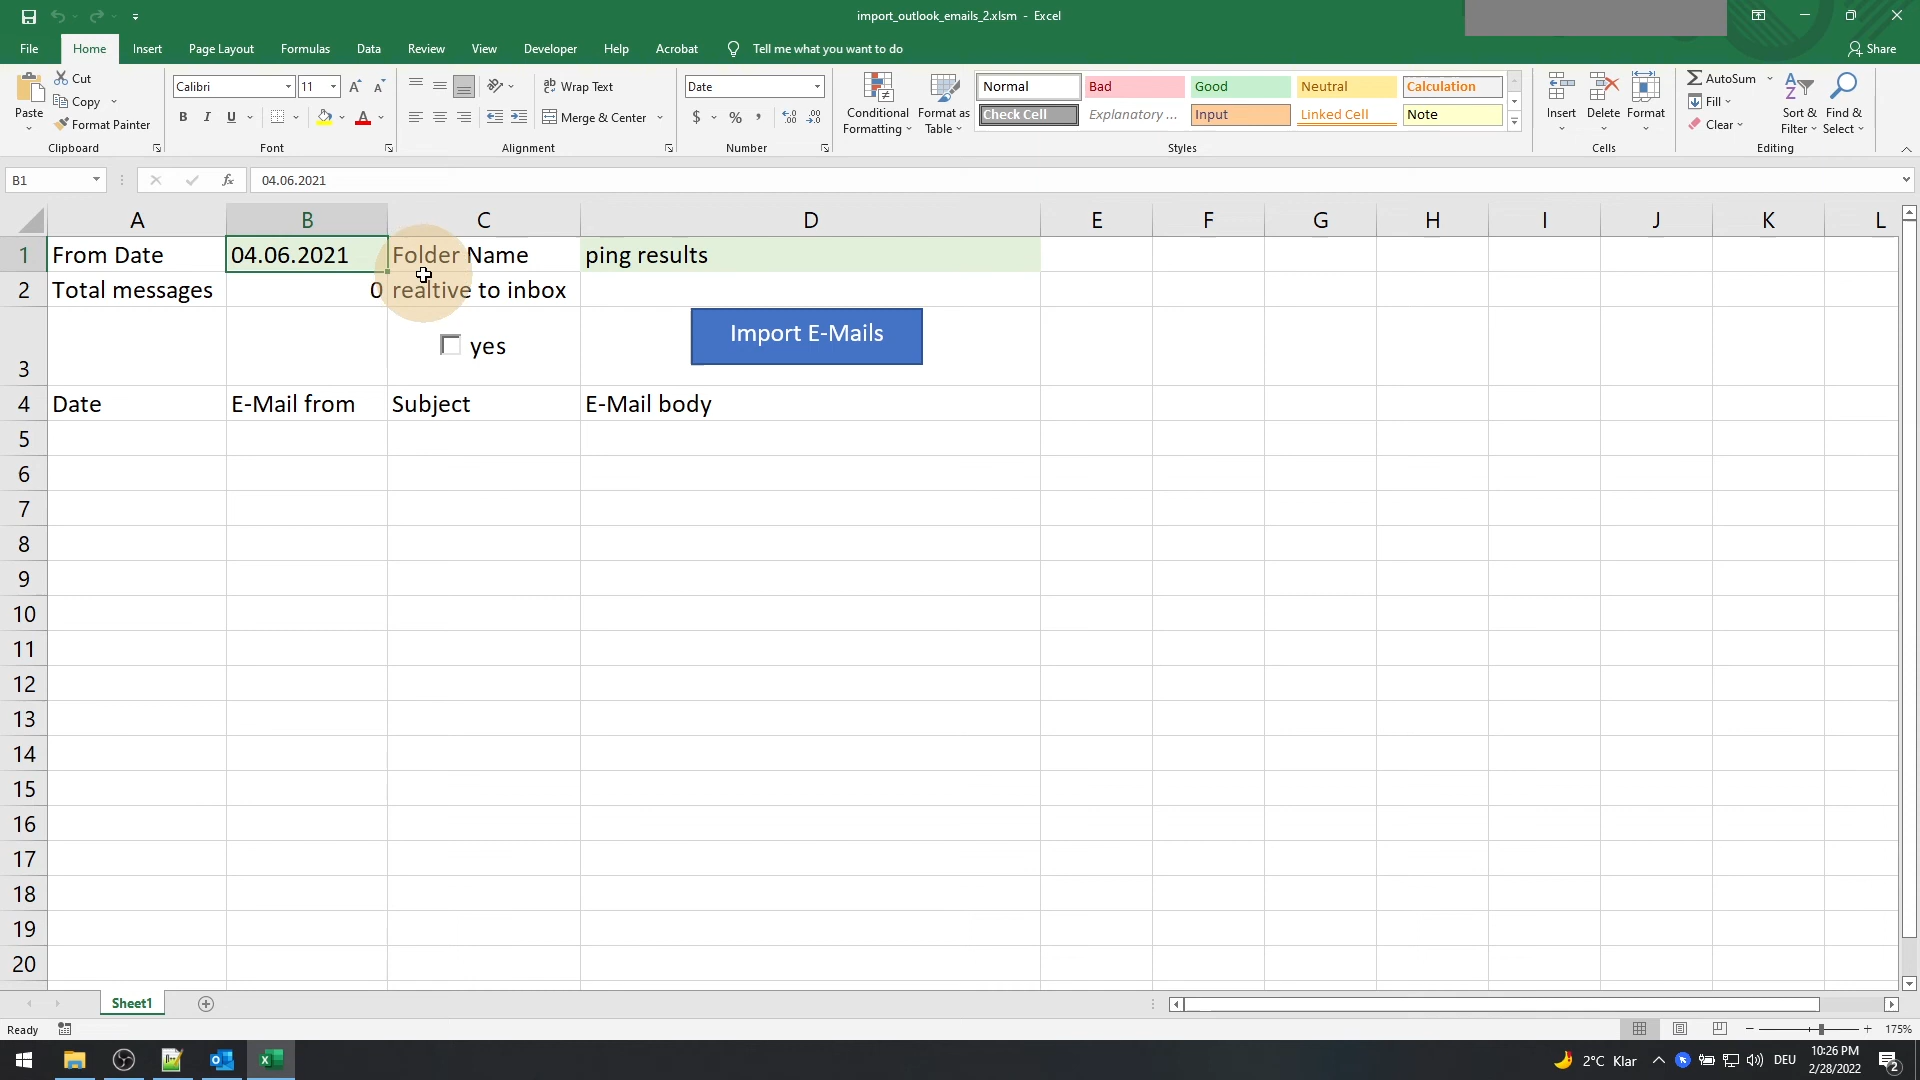 import_outlook_emails_2.xlsm - Excel
File Home Insert Page Layout Formulas Data Review View Developer Help Acrobat Tell me what you want to do Share
Paste Cut Copy Format Painter Clipboard
Calibri 11 B I U A Font
Wrap Text Merge & Center Alignment
Date $ % Number
Conditional Formatting Format as Table
Normal Bad Good Neutral Calculation
Check Cell Explanatory ... Input Linked Cell Note
Styles
Insert Delete Format Cells
AutoSum Fill Clear Sort & Filter Find & Select Editing
B1 fx 04.06.2021
A B C D E F G H I J K L
1 From Date 04.06.2021 Folder Name ping results
2 Total messages 0 realtive to inbox
3 yes Import E-Mails
4 Date E-Mail from Subject E-Mail body
5
6
7
8
9
10
11
12
13
14
15
16
17
18
19
20
Sheet1
Ready 175%
2°C Klar DEU 10:26 PM
2/28/2022 2